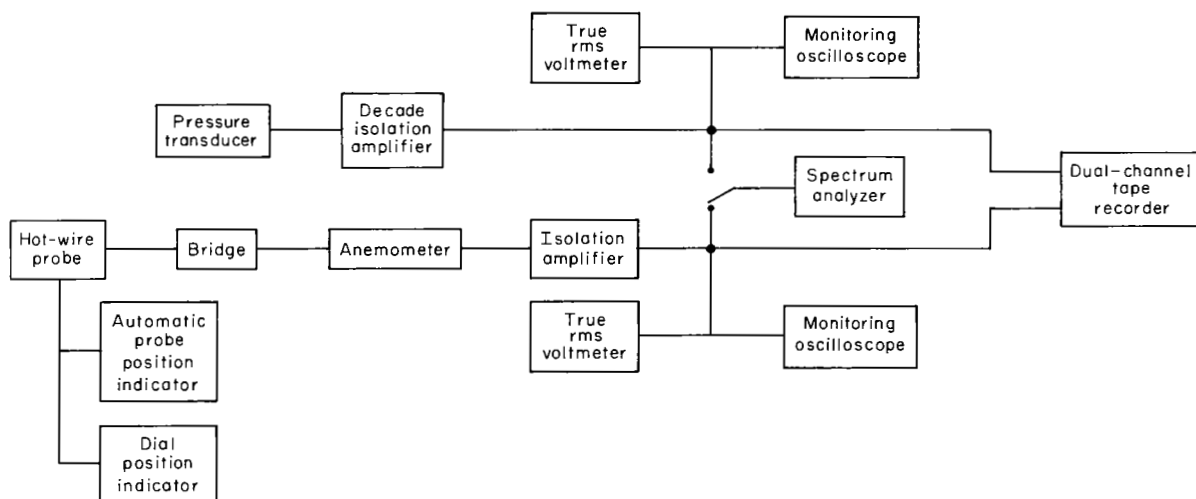 True
rms
voltmeter
Monitoring
oscilloscope
Pressure
transducer
Decade
isolation
amplifier
Spectrum
analyzer
Dual-channel
tape
recorder
Hot-wire
probe
Bridge
Anemometer
Isolation
amplifier
Automatic
probe
position
indicator
True
rms
voltmeter
Monitoring
oscilloscope
Dial
position
indicator